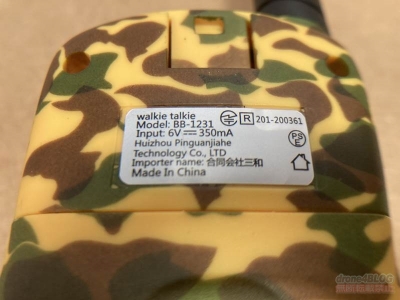 walkie talkie
Model: BB-1231
Input: 6V⎓350mA
Huizhou Pinguanjiahe
Technology Co., LTD
Importer name: 合同会社三和
Made In China
R 201-200361
PSE